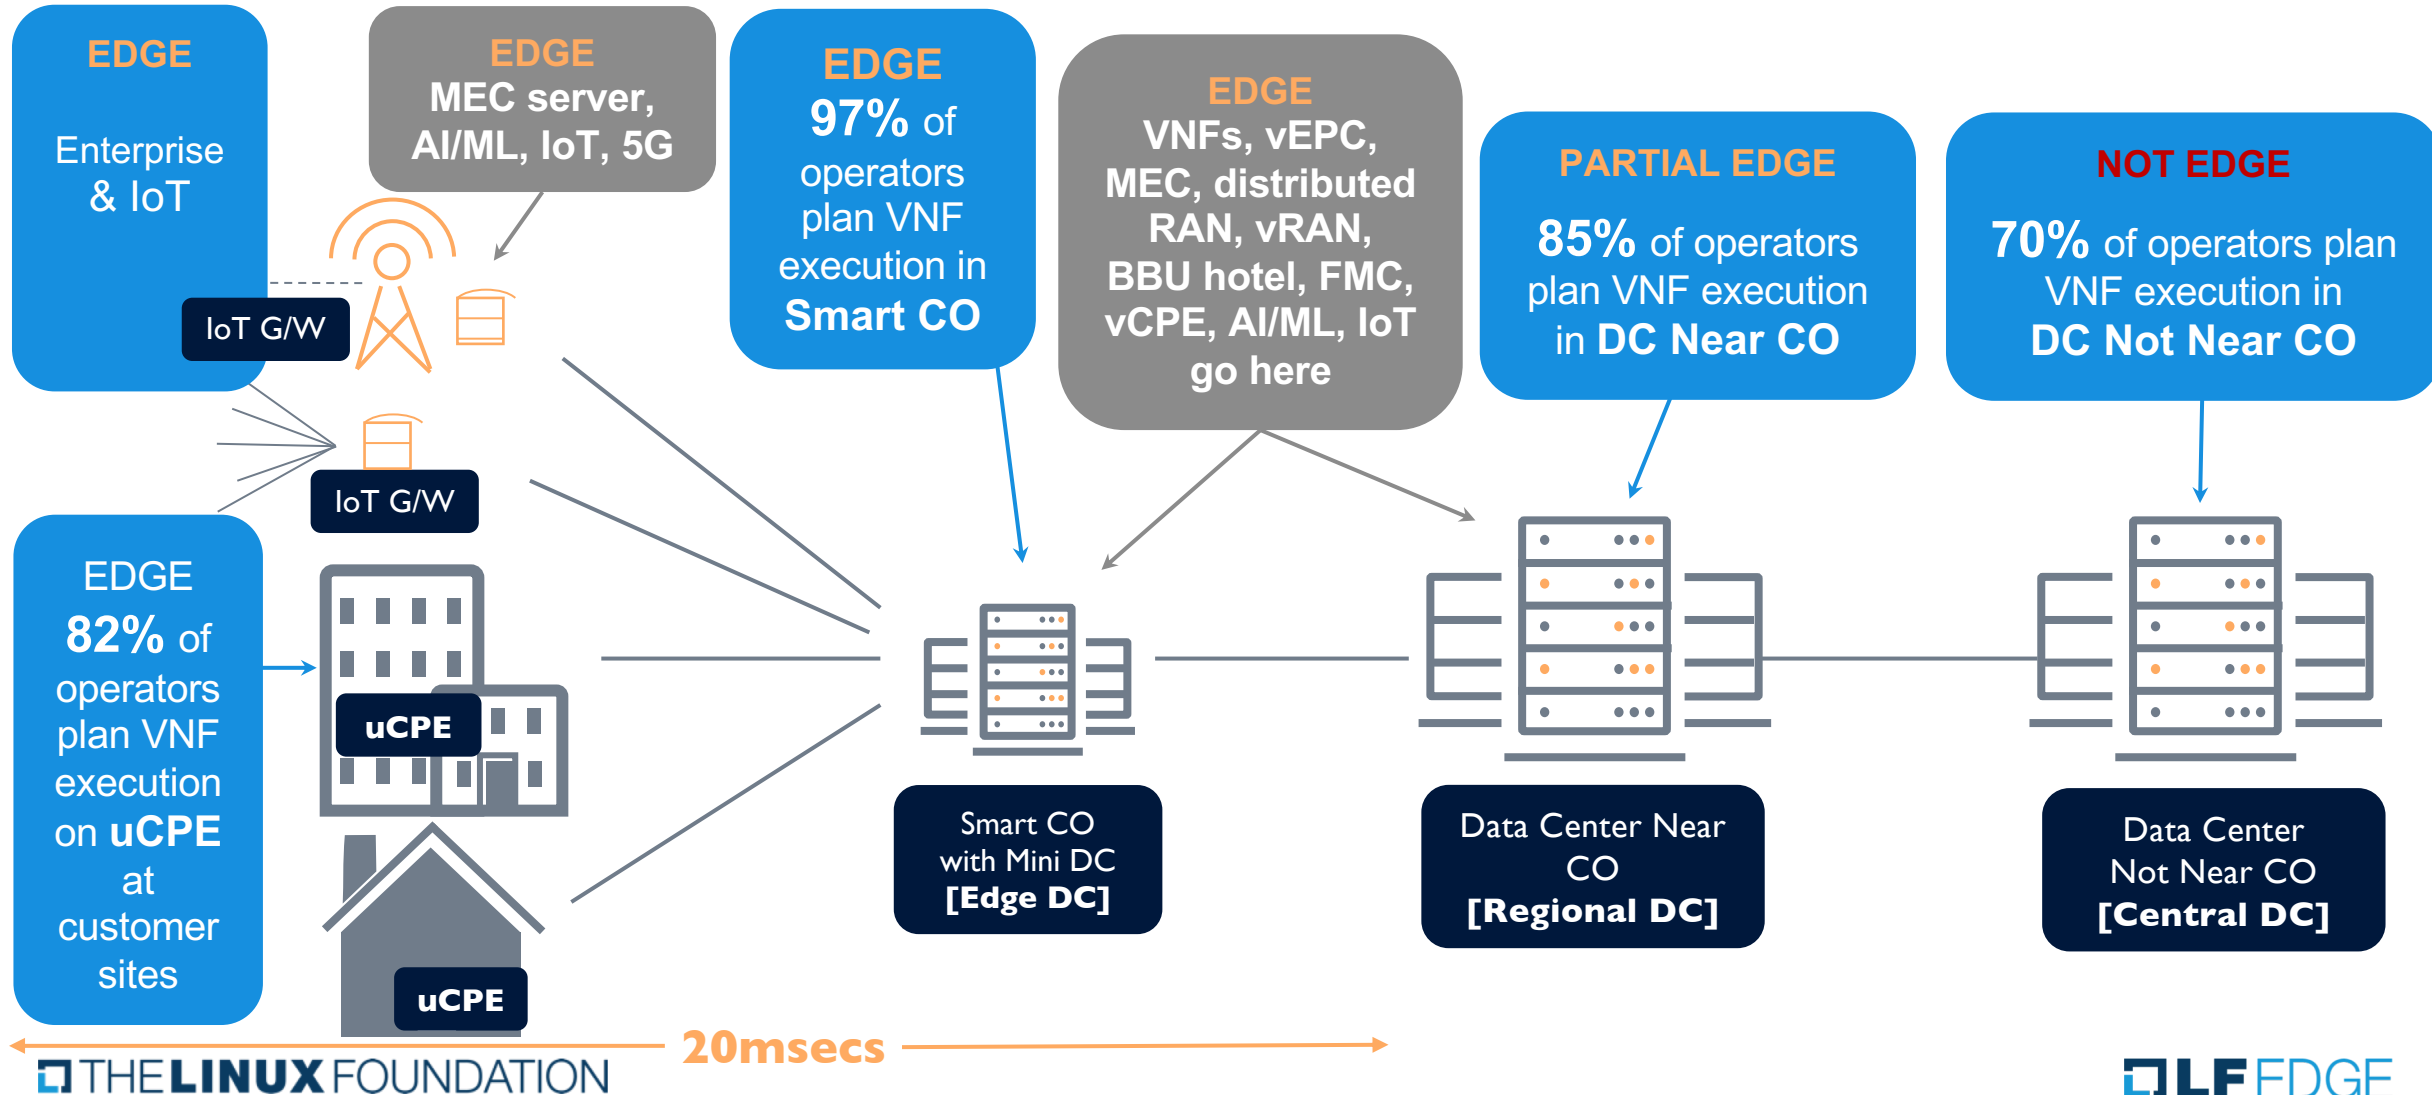 EDGE
Enterprise
& IoT
EDGE
MEC server,
AI/ML, IoT, 5G
EDGE
97% of
operators
plan VNF
execution in
Smart CO
EDGE
VNFs, vEPC,
MEC, distributed
RAN, vRAN,
BBU hotel, FMC,
vCPE, AI/ML, IoT
go here
PARTIAL EDGE
85% of operators
plan VNF execution
in DC Near CO
NOT EDGE
70% of operators plan
VNF execution in
DC Not Near CO
IoT G/W
IoT G/W
EDGE
82% of
operators
plan VNF
execution
on uCPE
at
customer
sites
uCPE
uCPE
Smart CO
with Mini DC
[Edge DC]
Data Center Near
CO
[Regional DC]
Data Center
Not Near CO
[Central DC]
20msecs
THE LINUX FOUNDATION
LF EDGE